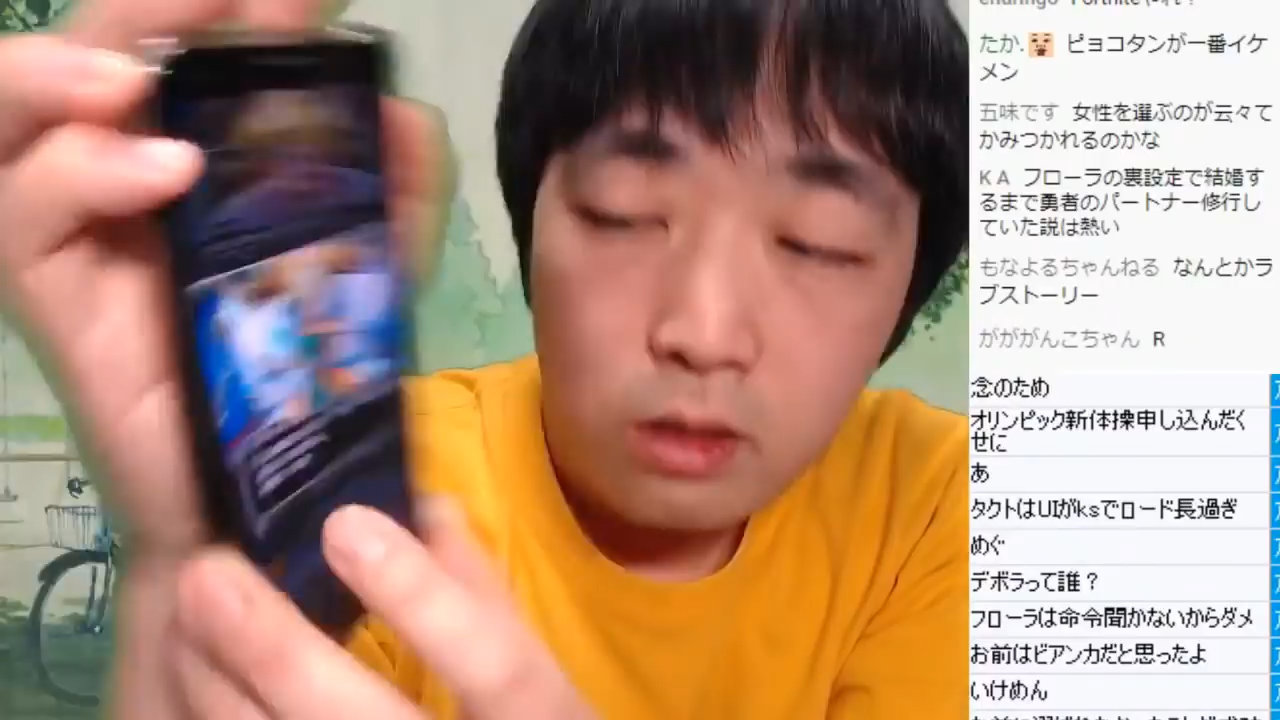 たか. ピョコタンが一番イケ
メン
五味です 女性を選ぶのが云々て
かみつかれるのかな
K A フローラの裏設定で結婚す
るまで勇者のパートナー修行し
ていた説は熱い
もなよるちゃんねる なんとかラ
ブストーリー
がががんこちゃん R
念のため
オリンピック新体操申し込んだく
せに
あ
タクトはUIがksでロード長過ぎ
めぐ
デボラって誰？
フローラは命令聞かないからダメ
お前はビアンカだと思ったよ
いけめん